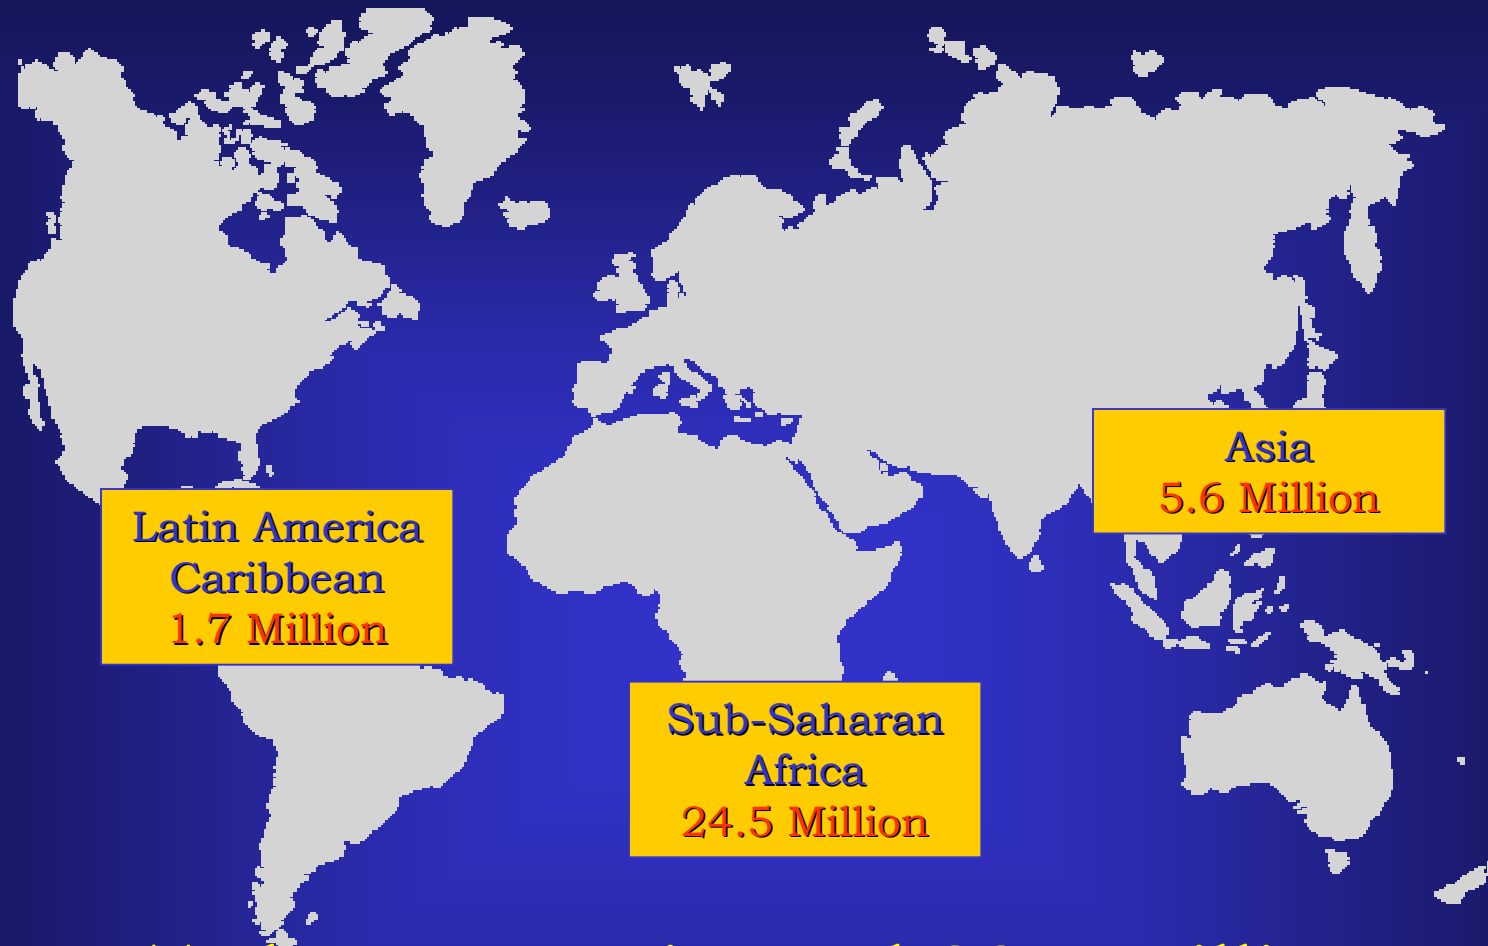 Asia
5.6 Million
Latin America
Caribbean
1.7 Million
Sub-Saharan
Africa
24.5 Million